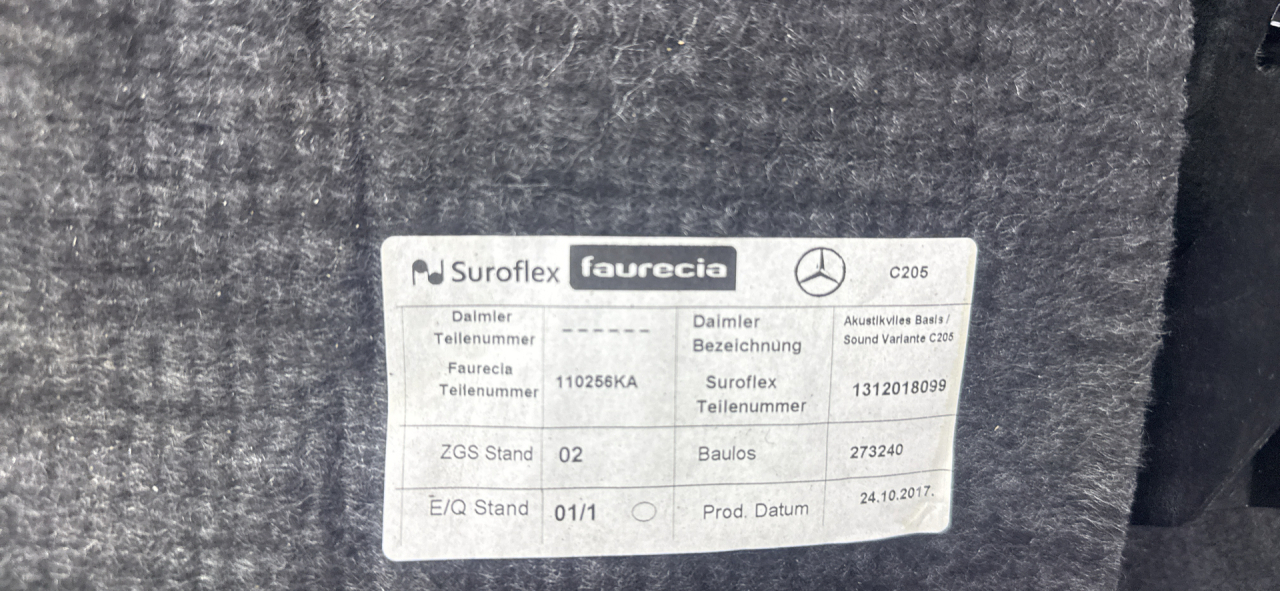 Suroflex faurecia C205
Daimler Teilenummer ------ Daimler Bezeichnung Akustikvlies Basis / Sound Variante C205
Faurecia Teilenummer 110256KA Suroflex Teilenummer 1312018099
ZGS Stand 02 Baulos 273240
E/Q Stand 01/1 Prod. Datum 24.10.2017.